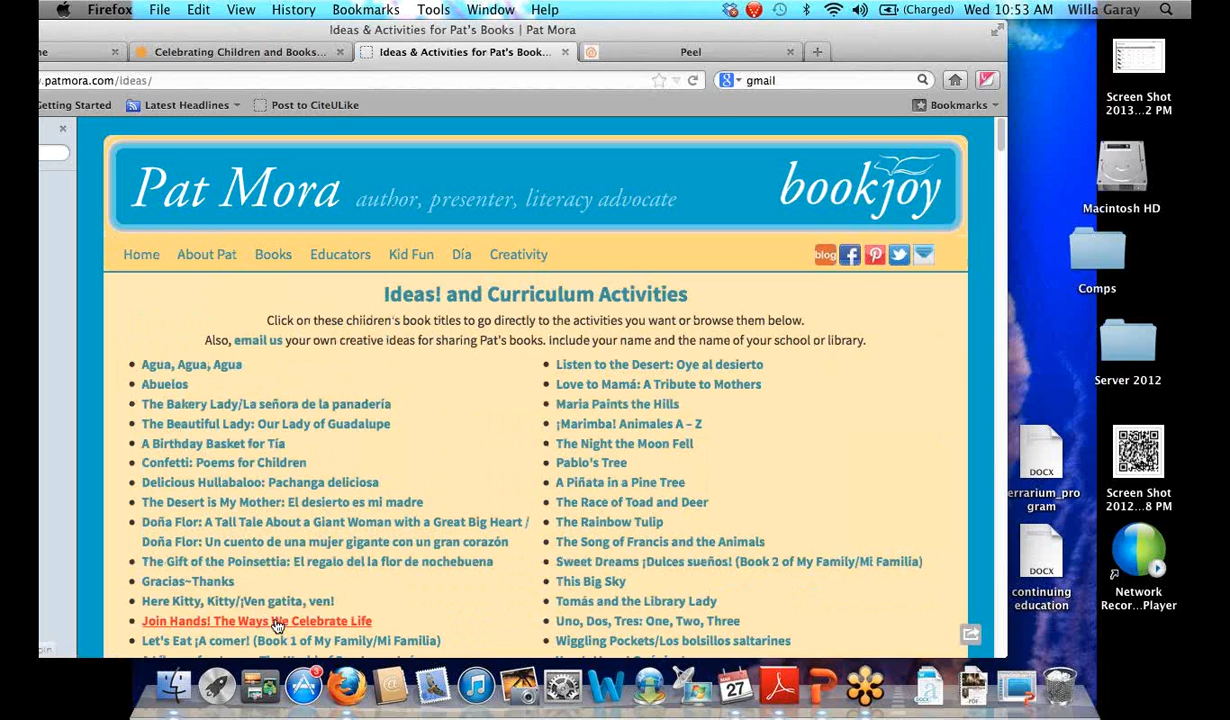 Firefox File Edit View History Bookmarks Tools Window Help (Charged) Wed 10:53 AM Willa Garay
Ideas & Activities for Pat's Books | Pat Mora
Celebrating Children and Books... Ideas & Activities for Pat's Book... Peel
.patmora.com/ideas/ gmail
Getting Started Latest Headlines Post to CiteULike Bookmarks
Pat Mora author, presenter, literacy advocate bookjoy
Home About Pat Books Educators Kid Fun Día Creativity blog
Ideas! and Curriculum Activities
Click on these children's book titles to go directly to the activities you want or browse them below.
Also, email us your own creative ideas for sharing Pat's books. Include your name and the name of your school or library.
Agua, Agua, Agua
Abuelos
The Bakery Lady/La señora de la panadería
The Beautiful Lady: Our Lady of Guadalupe
A Birthday Basket for Tía
Confetti: Poems for Children
Delicious Hullabaloo: Pachanga deliciosa
The Desert is My Mother: El desierto es mi madre
Doña Flor: A Tall Tale About a Giant Woman with a Great Big Heart /
Doña Flor: Un cuento de una mujer gigante con un gran corazón
The Gift of the Poinsettia: El regalo del la flor de nochebuena
Gracias~Thanks
Here Kitty, Kitty/¡Ven gatita, ven!
Join Hands! The Ways We Celebrate Life
Let's Eat ¡A comer! (Book 1 of My Family/Mi Familia)
Listen to the Desert: Oye al desierto
Love to Mamá: A Tribute to Mothers
Maria Paints the Hills
¡Marimba! Animales A – Z
The Night the Moon Fell
Pablo's Tree
A Piñata in a Pine Tree
The Race of Toad and Deer
The Rainbow Tulip
The Song of Francis and the Animals
Sweet Dreams ¡Dulces sueños! (Book 2 of My Family/Mi Familia)
This Big Sky
Tomás and the Library Lady
Uno, Dos, Tres: One, Two, Three
Wiggling Pockets/Los bolsillos saltarines
Screen Shot
2013...2 PM
Macintosh HD
Comps
Server 2012
DOCX
errarium_pro
gram
Screen Shot
2012...8 PM
DOCX
continuing
education
Network
Recor...Player
3
27